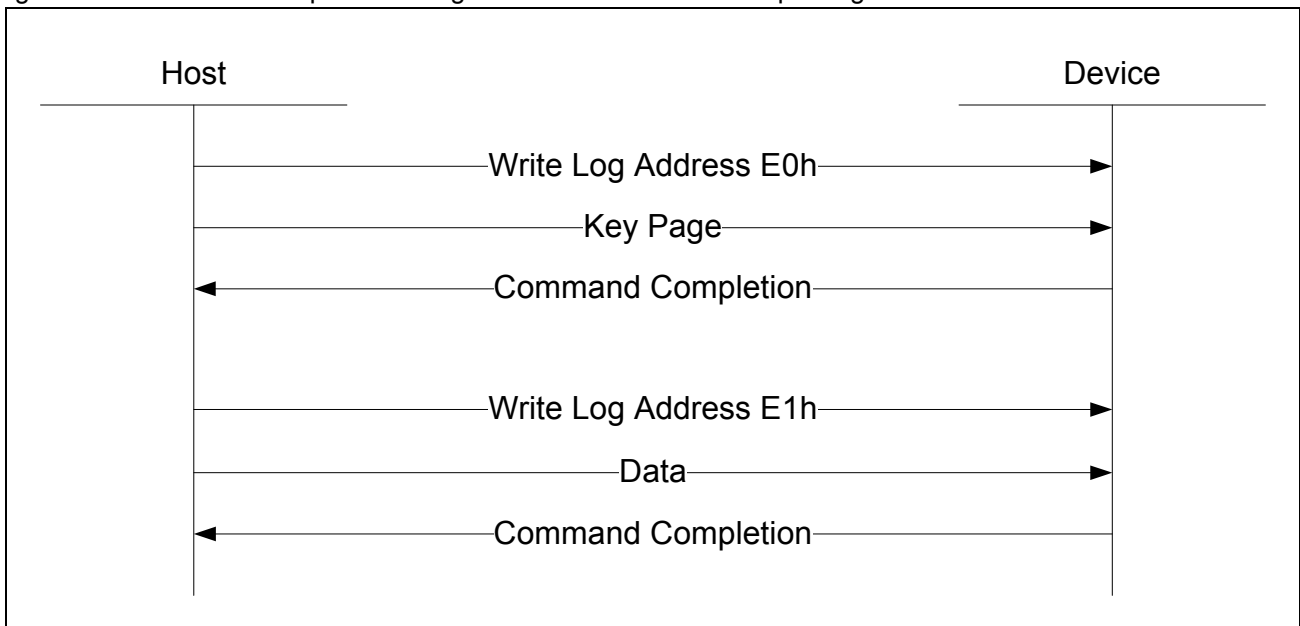 Host
Device
Write Log Address E0h
Key Page
Command Completion
Write Log Address E1h
Data
Command Completion